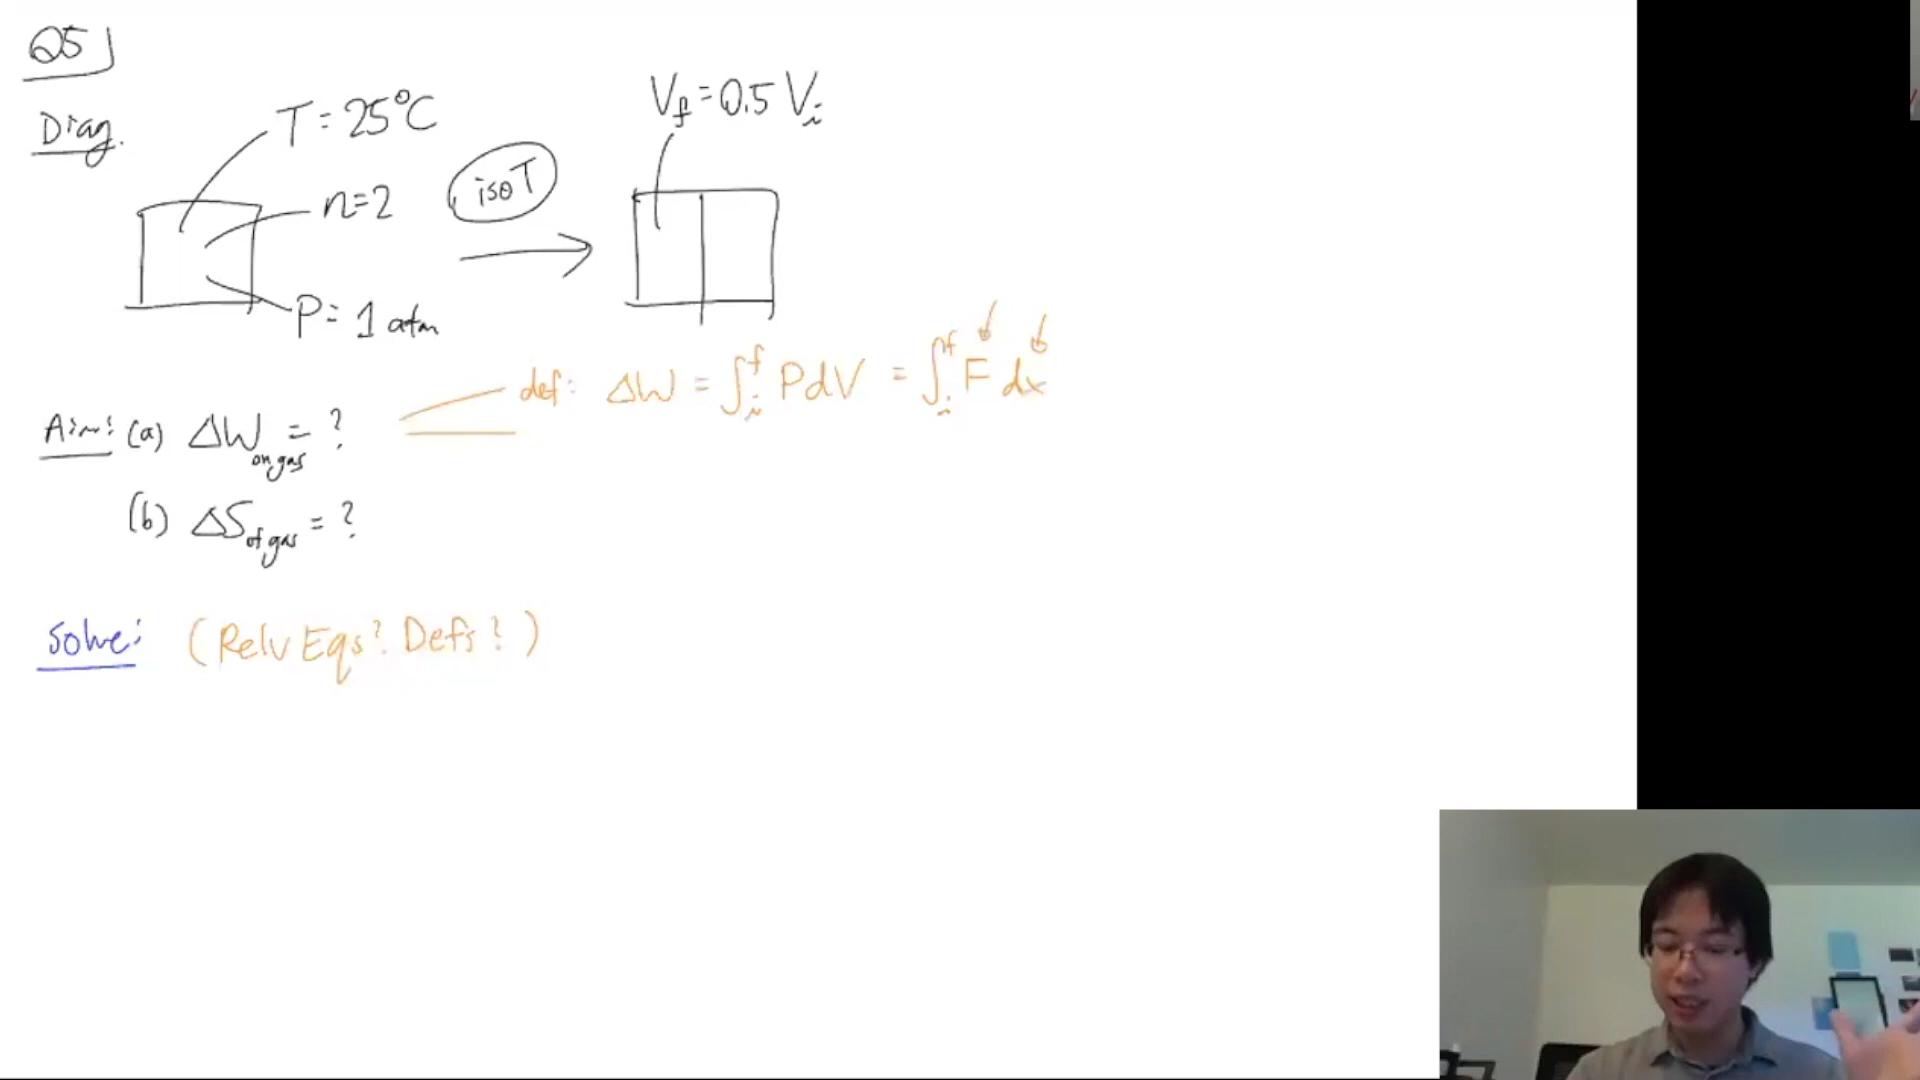 Q5
Diag.
T = 25°C
n=2
P = 1 atm
isoT
V_f = 0.5 V_i
def: ΔW = ∫_i^f PdV = ∫_i^f F dx
Aim: (a) ΔW_on gas = ?
(b) ΔS_of gas = ?
Solve: (Relv Eqs? Defs?)